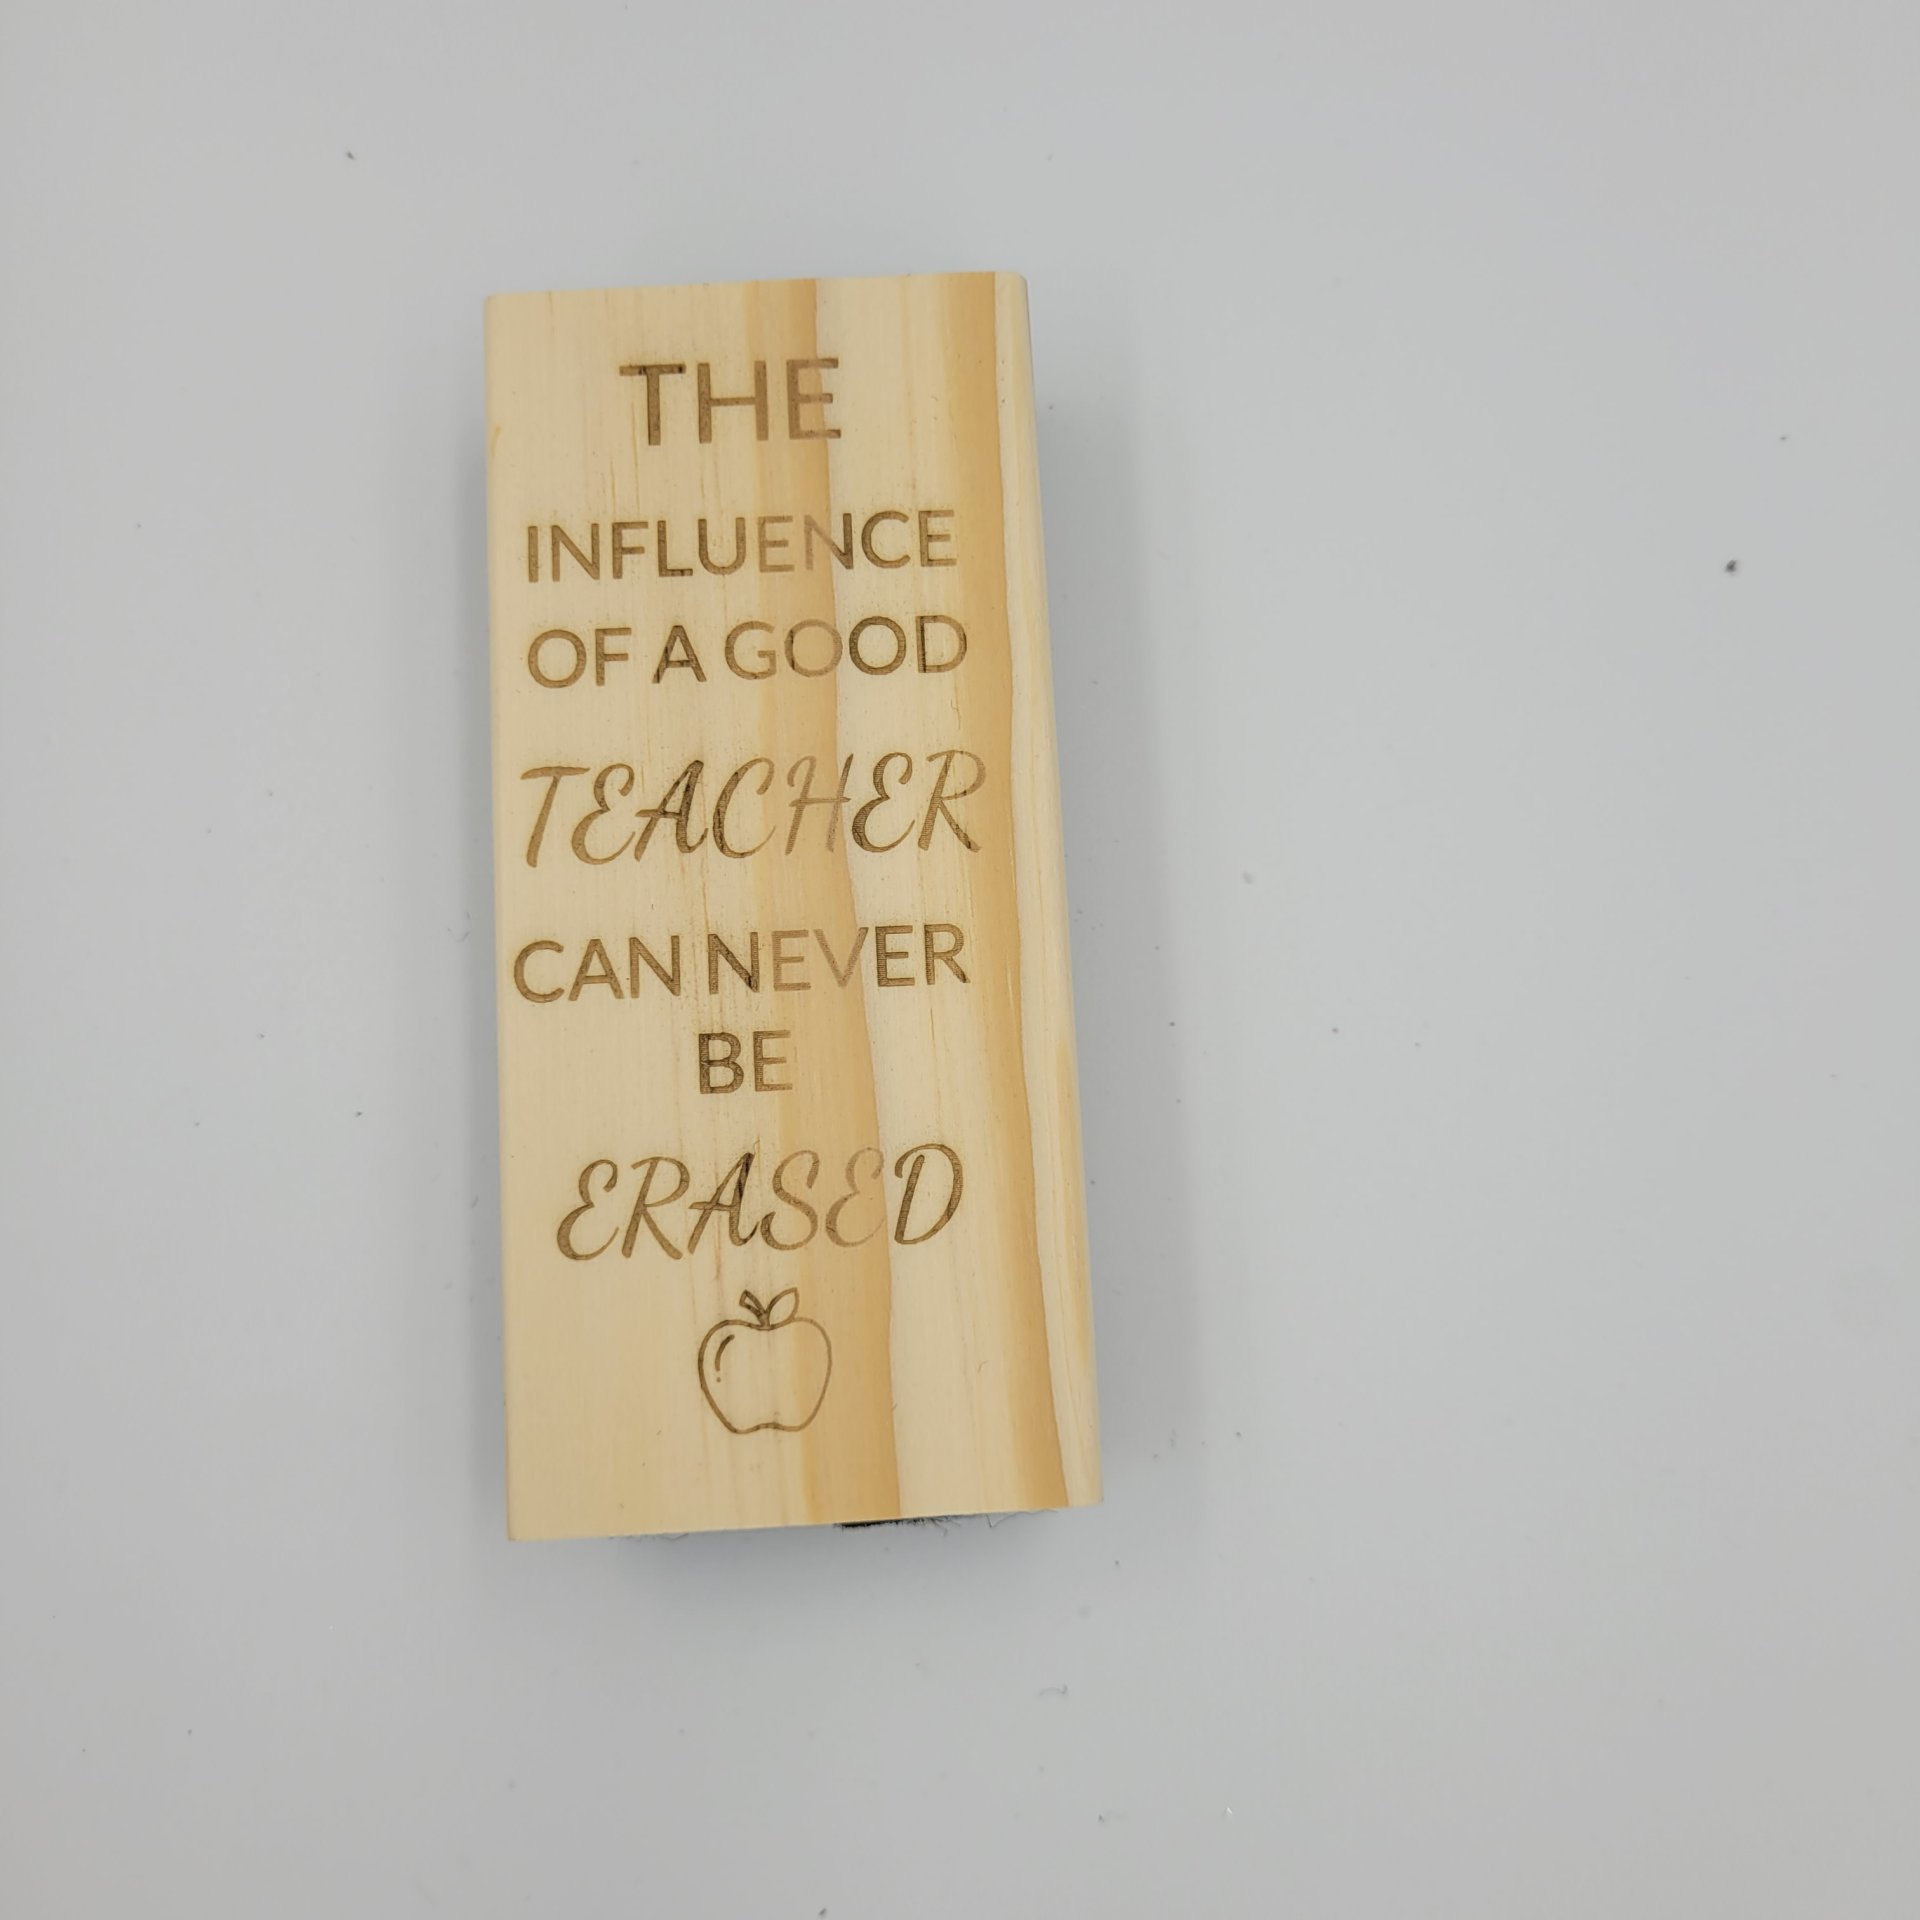 THE
INFLUENCE
OF A GOOD
TEACHER
CAN NEVER
BE
ERASED